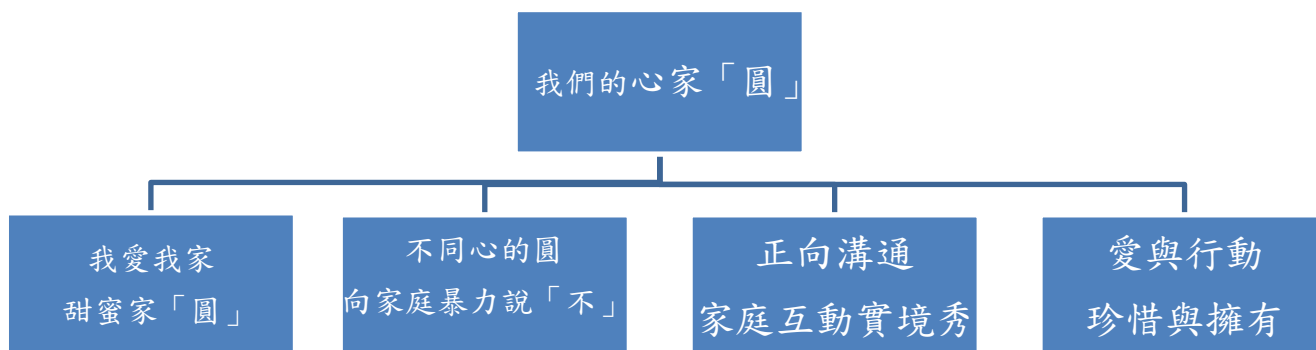 我們的心家「圓」
我愛我家
甜蜜家「圓」
不同心的圓
向家庭暴力說「不」
正向溝通
家庭互動實境秀
愛與行動
珍惜與擁有